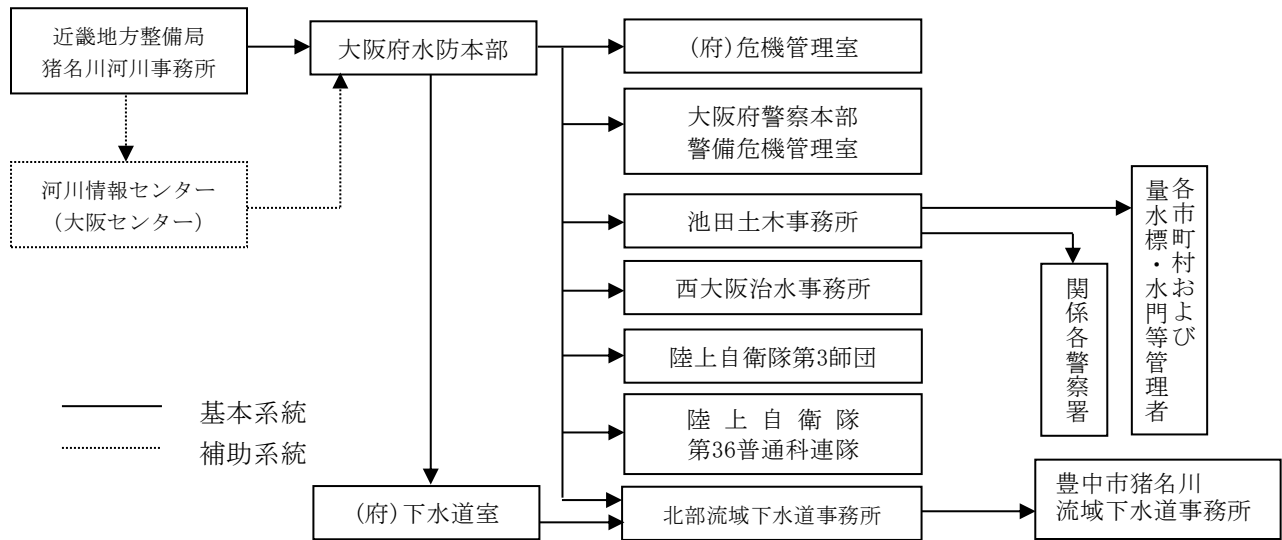 近畿地方整備局
猪名川河川事務所
大阪府水防本部
(府)危機管理室
大阪府警察本部
警備危機管理室
河川情報センター
(大阪センター)
池田土木事務所
各市町村および
量水標・水門等管理者
関係各警察署
西大阪治水事務所
陸上自衛隊第3師団
陸上自衛隊
第36普通科連隊
基本系統
補助系統
(府)下水道室
北部流域下水道事務所
豊中市猪名川
流域下水道事務所